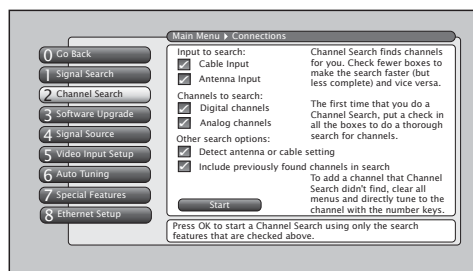 Main Menu Connections
0 Go Back
1 Signal Search
2 Channel Search
3 Software Upgrade
4 Signal Source
5 Video Input Setup
6 Auto Tuning
7 Special Features
8 Ethernet Setup
Input to search:
Cable Input
Antenna Input
Channels to search:
Digital channels
Analog channels
Other search options:
Detect antenna or cable setting
Include previously found channels in search
Start
Channel Search finds channels
for you. Check fewer boxes to
make the search faster (but
less complete) and vice versa.
The first time that you do a
Channel Search, put a check in
all the boxes to do a thorough
search for channels.
To add a channel that Channel
Search didn't find, clear all
menus and directly tune to the
channel with the number keys.
Press OK to start a Channel Search using only the search
features that are checked above.